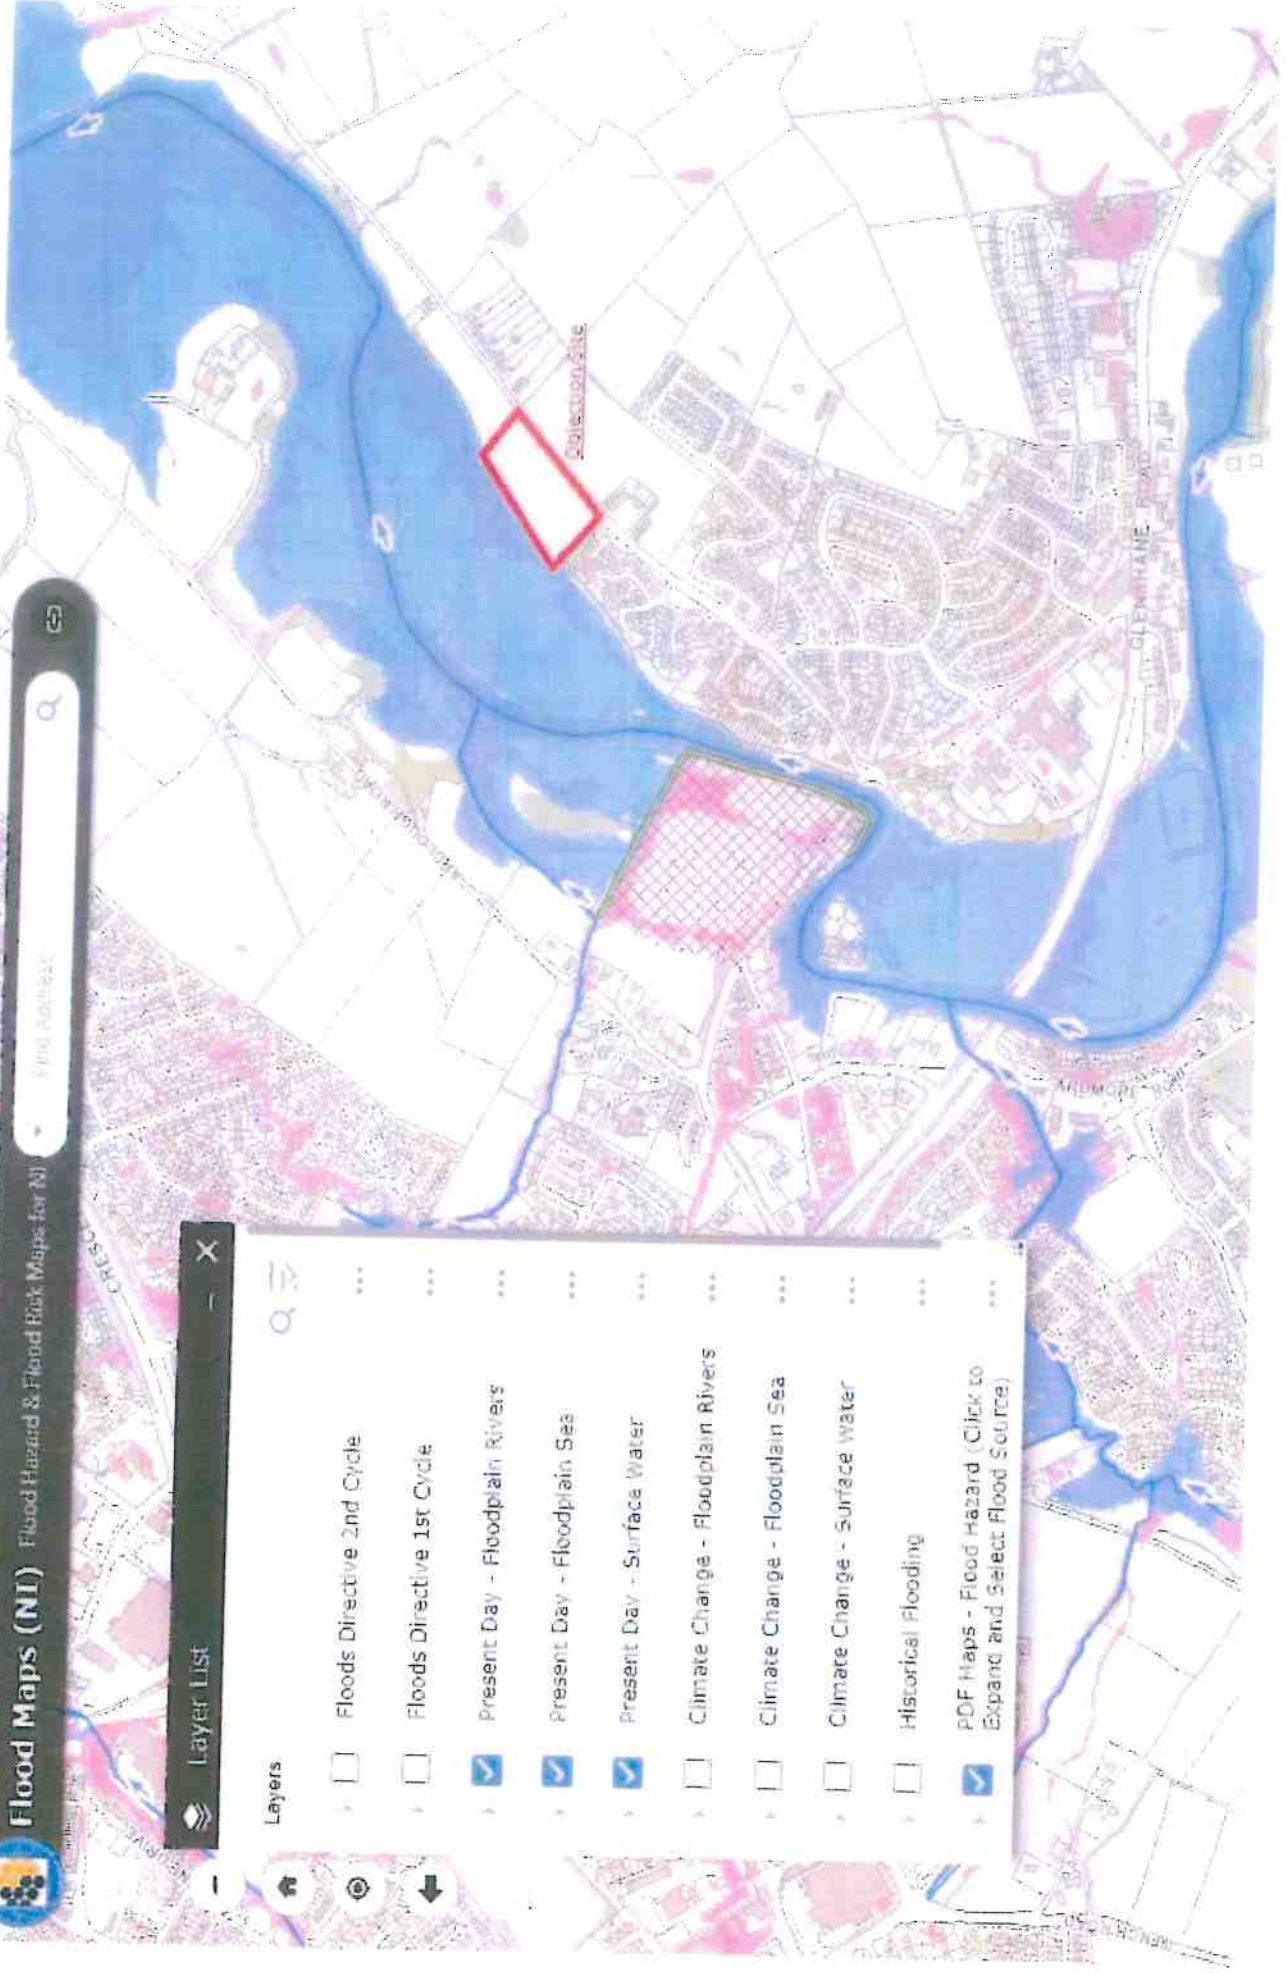 Flood Maps (NI) Flood Hazard & Flood Risk Maps for NI
Find Address
Layer List
Layers
Floods Directive 2nd Cycle
Floods Directive 1st Cycle
Present Day - Floodplain Rivers
Present Day - Floodplain Sea
Present Day - Surface Water
Climate Change - Floodplain Rivers
Climate Change - Floodplain Sea
Climate Change - Surface Water
Historical Flooding
PDF Maps - Flood Hazard (Click to
Expand and Select Flood Source)
Objection Site
ARDMORE ROAD